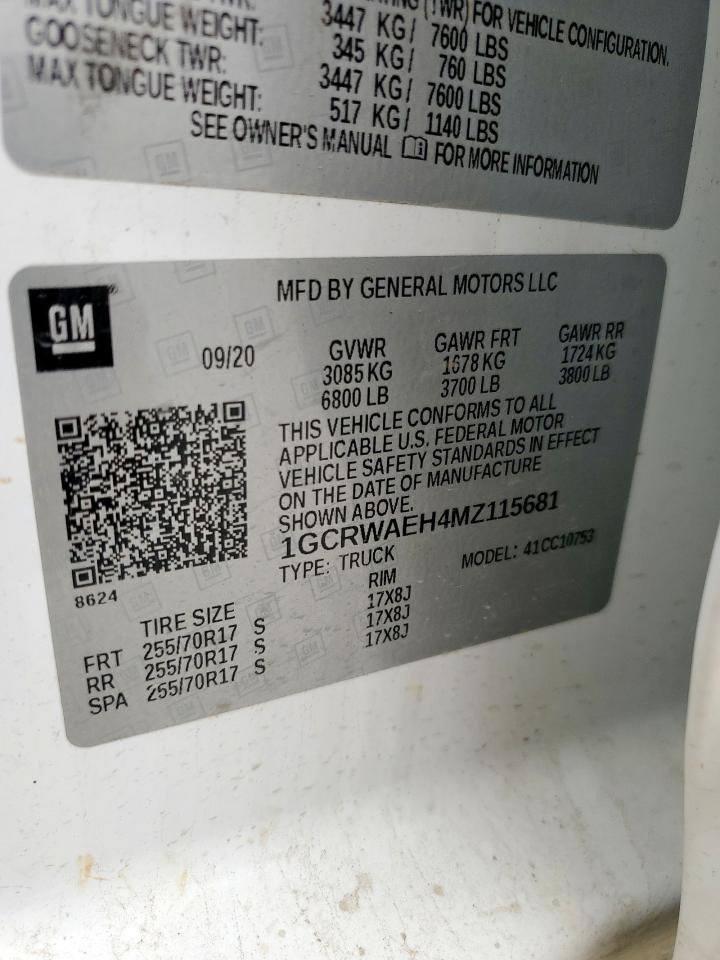 (TWR) FOR VEHICLE CONFIGURATION.
MAX TONGUE WEIGHT: 3447 KG/ 7600 LBS
GOOSENECK TWR: 345 KG/ 760 LBS
MAX TONGUE WEIGHT: 3447 KG/ 7600 LBS
517 KG/ 1140 LBS
SEE OWNER'S MANUAL FOR MORE INFORMATION
GM
MFD BY GENERAL MOTORS LLC
09/20 GVWR GAWR FRT GAWR RR
3085 KG 1678 KG 1724 KG
6800 LB 3700 LB 3800 LB
THIS VEHICLE CONFORMS TO ALL
APPLICABLE U.S. FEDERAL MOTOR
VEHICLE SAFETY STANDARDS IN EFFECT
ON THE DATE OF MANUFACTURE
SHOWN ABOVE.
1GCRWAEH4MZ115681
TYPE: TRUCK MODEL: 41CC10753
8624
TIRE SIZE RIM
FRT 255/70R17 S 17X8J
RR 255/70R17 S 17X8J
SPA 255/70R17 S 17X8J